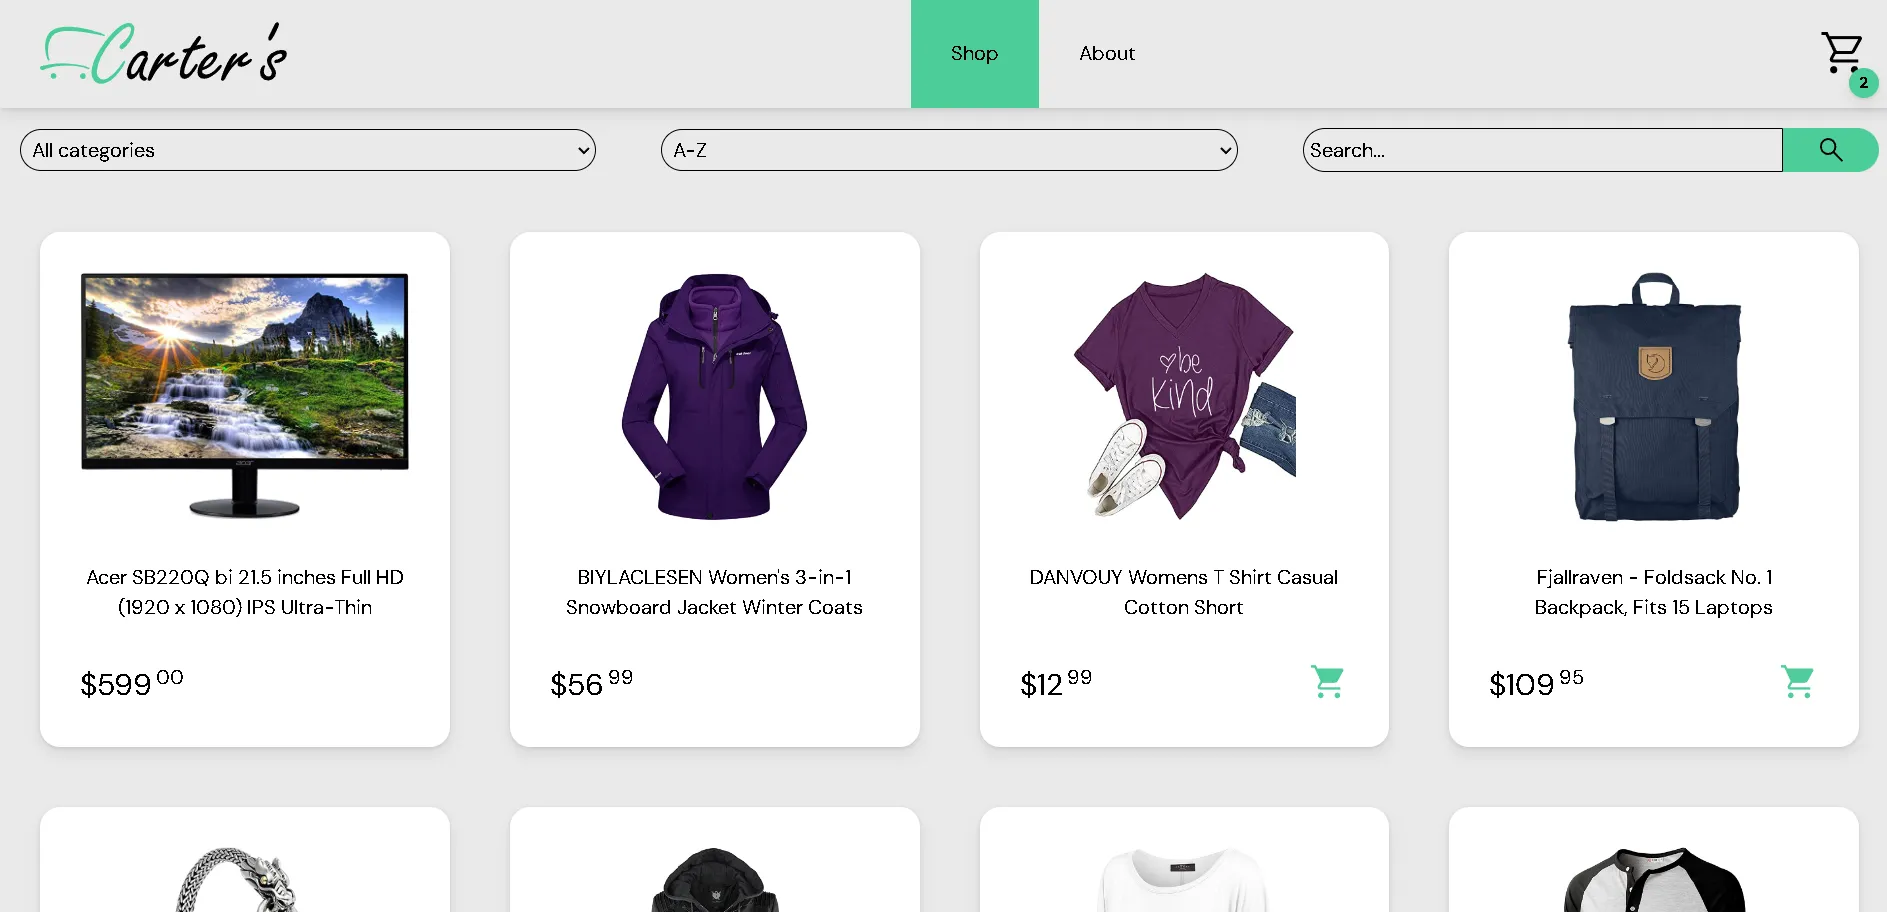 Carter's
Shop
About
2
All categories
A-Z
Search...
be
kind
acer
Acer SB220Q bi 21.5 inches Full HD
(1920 x 1080) IPS Ultra-Thin
BIYLACLESEN Women's 3-in-1
Snowboard Jacket Winter Coats
DANVOUY Womens T Shirt Casual
Cotton Short
Fjallraven - Foldsack No. 1
Backpack, Fits 15 Laptops
$599 00
$56 99
$12 99
$109 95